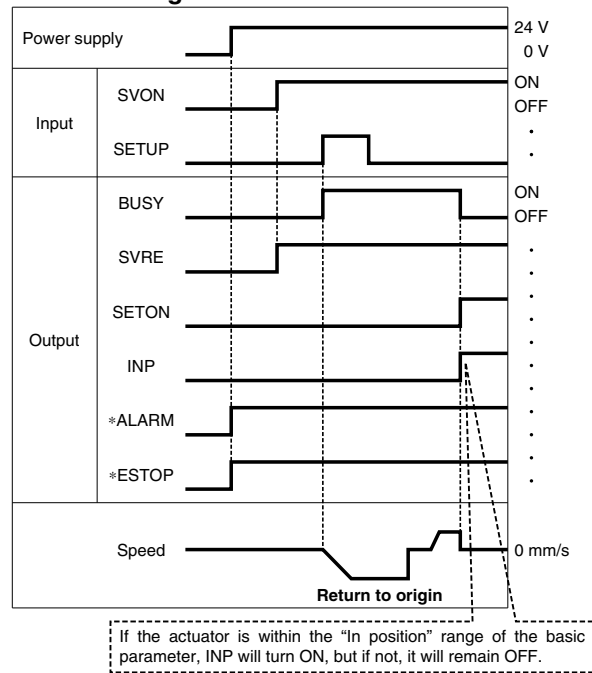 Power supply
24 V
0 V
Input
SVON
ON
OFF
SETUP
Output
BUSY
ON
OFF
SVRE
SETON
INP
*ALARM
*ESTOP
Speed
0 mm/s
Return to origin
If the actuator is within the “In position” range of the basic
parameter, INP will turn ON, but if not, it will remain OFF.